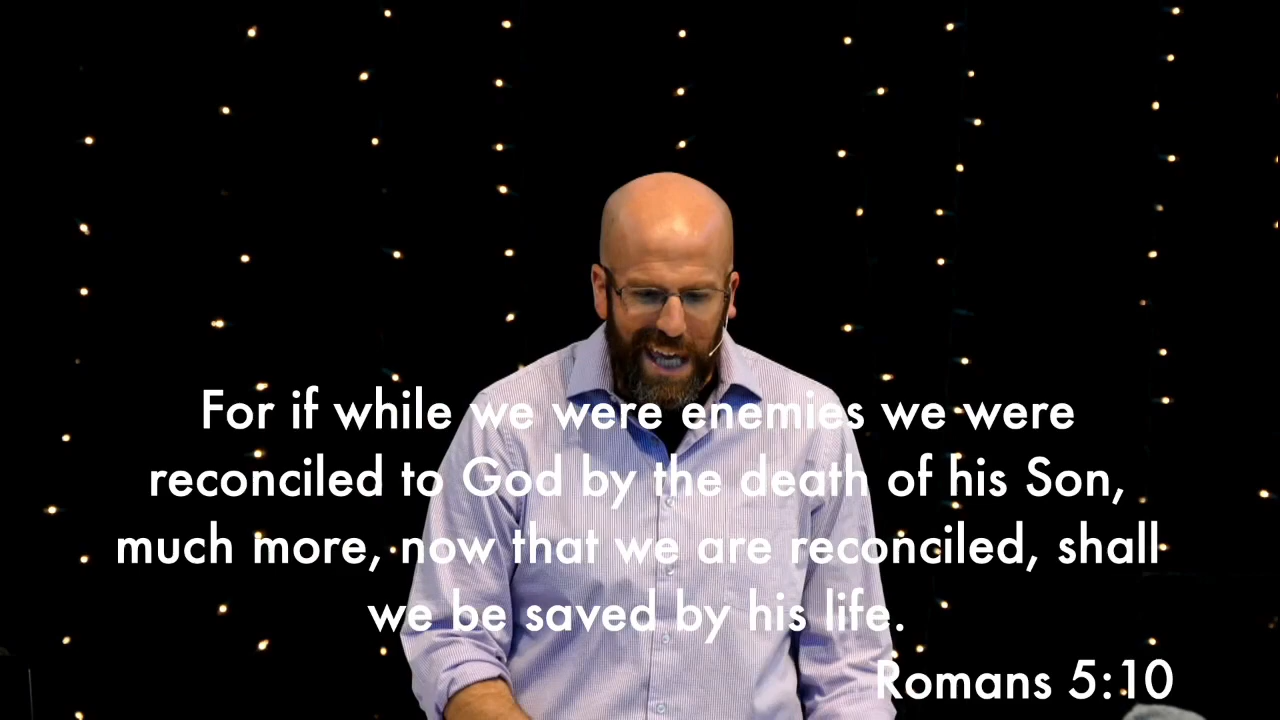 For if while we were enemies we were
reconciled to God by the death of his Son,
much more, now that we are reconciled, shall
we be saved by his life.
Romans 5:10